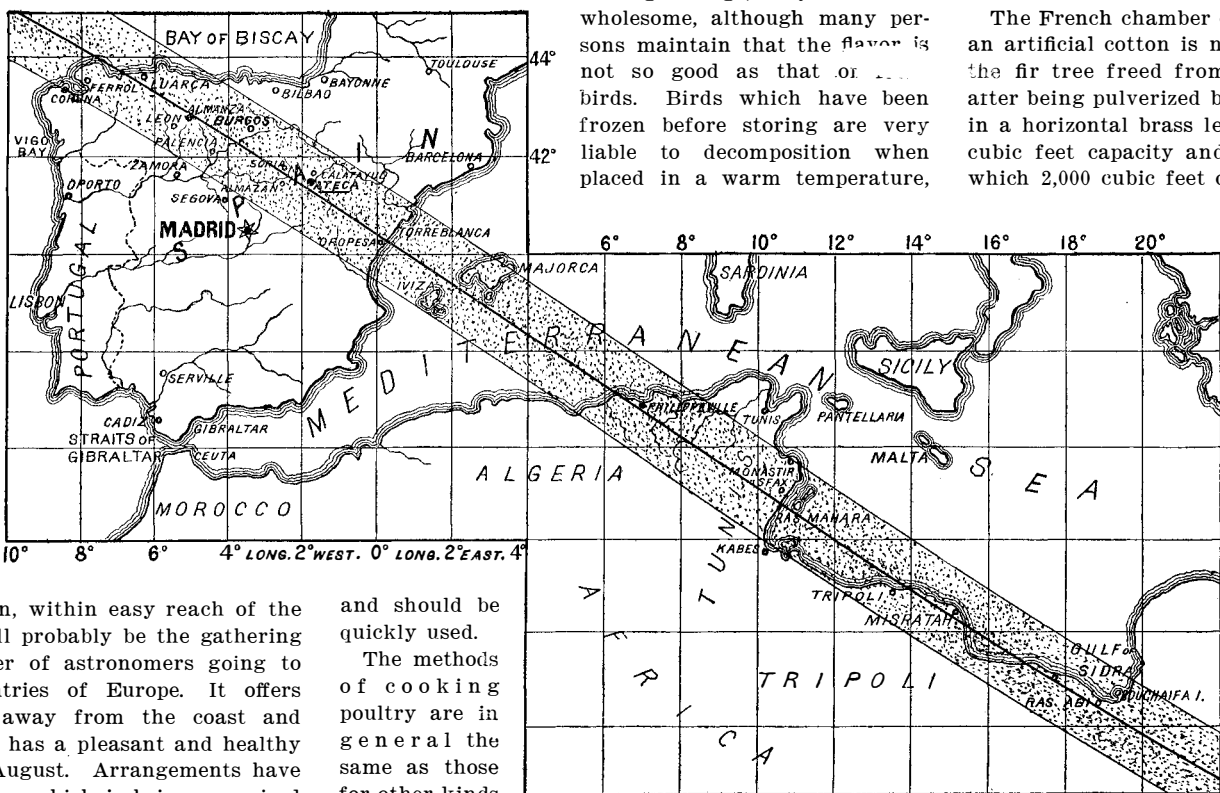 wholesome, although many per-
sons maintain that the flavor is
not so good as that
birds. Birds which have been
frozen before storing are very
liable to decomposition when
placed in a warm temperature,
The French chamber
an artificial cotton is
the fir tree freed from
arter being pulverized
in a horizontal brass
cubic feet capacity and
which 2,000 cubic feet
BAY OF BISCAY
44°
TOULOUSE
BAYONNE
BILBAO
LUARCA
FERROL
CORUNA
ALMANZA
LEON
BURGOS
N
VIGO
BAY
PALENCIA
I
42°
ZAMORA
SORIA
BARCELONA
CALATAYUD
A
ATECA
OPORTO
ALMAZAN
SEGOVA
P
MADRID
S
OROPESA
TORREBLANCA
6° 8° 10° 12° 14° 16° 18° 20°
MAJORCA
SARDINIA
IVIZA
LISBON
PORTUGAL
MEDITERRANEAN
SICILY
SERVILLE
CADIZ
GIBRALTAR
STRAITS OF
GIBRALTAR
CEUTA
PHILIPPEVILLE
TUNIS
PANTELLARIA
MALTA
ALGERIA
MONASTIR
SFAX
SEA
MOROCCO
RAS MAHARA
TUNIS
KABES
10° 8° 6° 4° LONG. 2° WEST. 0° LONG. 2° EAST. 4°
TRIPOLI
MISRATAH
AFRICA
GULF
SIDRA
TRIPOLI
RAS. ABI
BOUCHAIFA I.
n, within easy reach of the
ll probably be the gathering
er of astronomers going to
ntries of Europe. It offers
away from the coast and
has a pleasant and healthy
August. Arrangements have
and should be
quickly used.
The methods
of cooking
poultry are in
general the
same as those
for other kinds